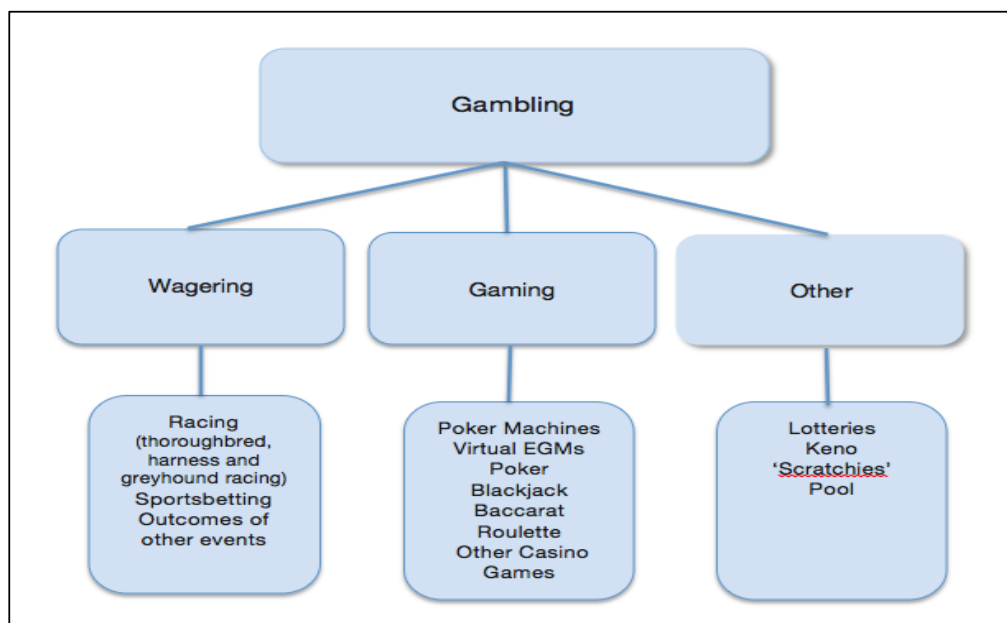 Gambling
Wagering
Gaming
Other
Racing
(thoroughbred,
harness and
greyhound racing)
Sportsbetting
Outcomes of
other events
Poker Machines
Virtual EGMs
Poker
Blackjack
Baccarat
Roulette
Other Casino
Games
Lotteries
Keno
‘Scratchies’
Pool